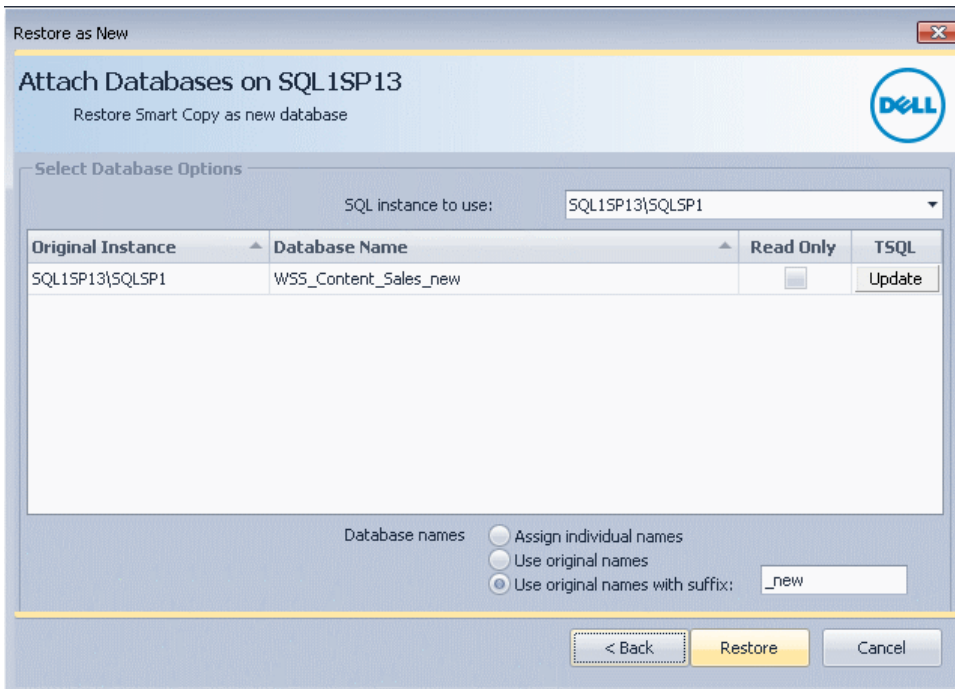 Restore as New
Attach Databases on SQL1SP13
Restore Smart Copy as new database
DELL
Select Database Options
SQL instance to use: SQL1SP13\SQLSP1
Original Instance Database Name Read Only TSQL
SQL1SP13\SQLSP1 WSS_Content_Sales_new Update
Database names Assign individual names
Use original names
Use original names with suffix: _new
< Back Restore Cancel